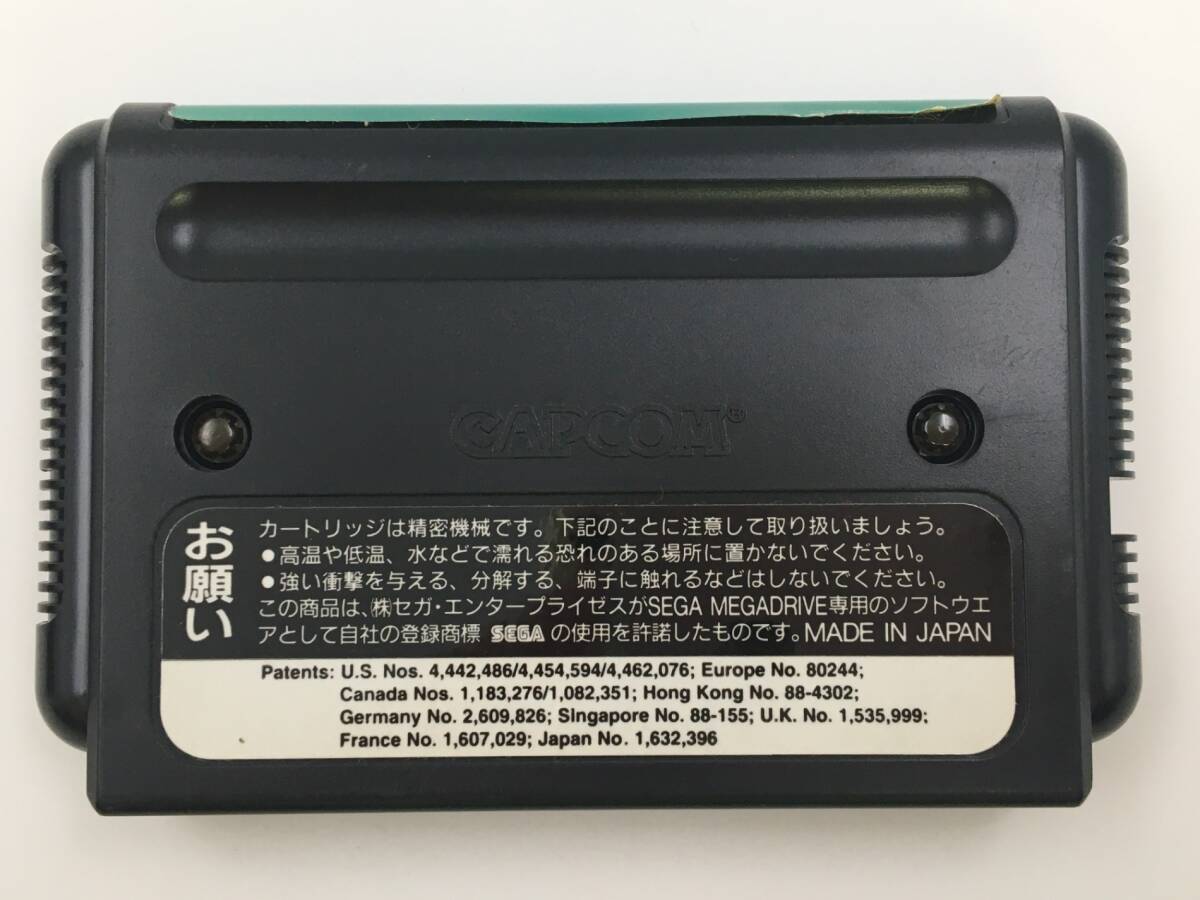 CAPCOM®
お願い
カートリッジは精密機械です。下記のことに注意して取り扱いましょう。
●高温や低温、水などで濡れる恐れのある場所に置かないでください。
●強い衝撃を与える、分解する、端子に触れるなどはしないでください。
この商品は、㈱セガ・エンタープライゼスがSEGA MEGADRIVE専用のソフトウエ
アとして自社の登録商標 SEGA の使用を許諾したものです。MADE IN JAPAN
Patents: U.S. Nos. 4,442,486/4,454,594/4,462,076; Europe No. 80244;
Canada Nos. 1,183,276/1,082,351; Hong Kong No. 88-4302;
Germany No. 2,609,826; Singapore No. 88-155; U.K. No. 1,535,999;
France No. 1,607,029; Japan No. 1,632,396